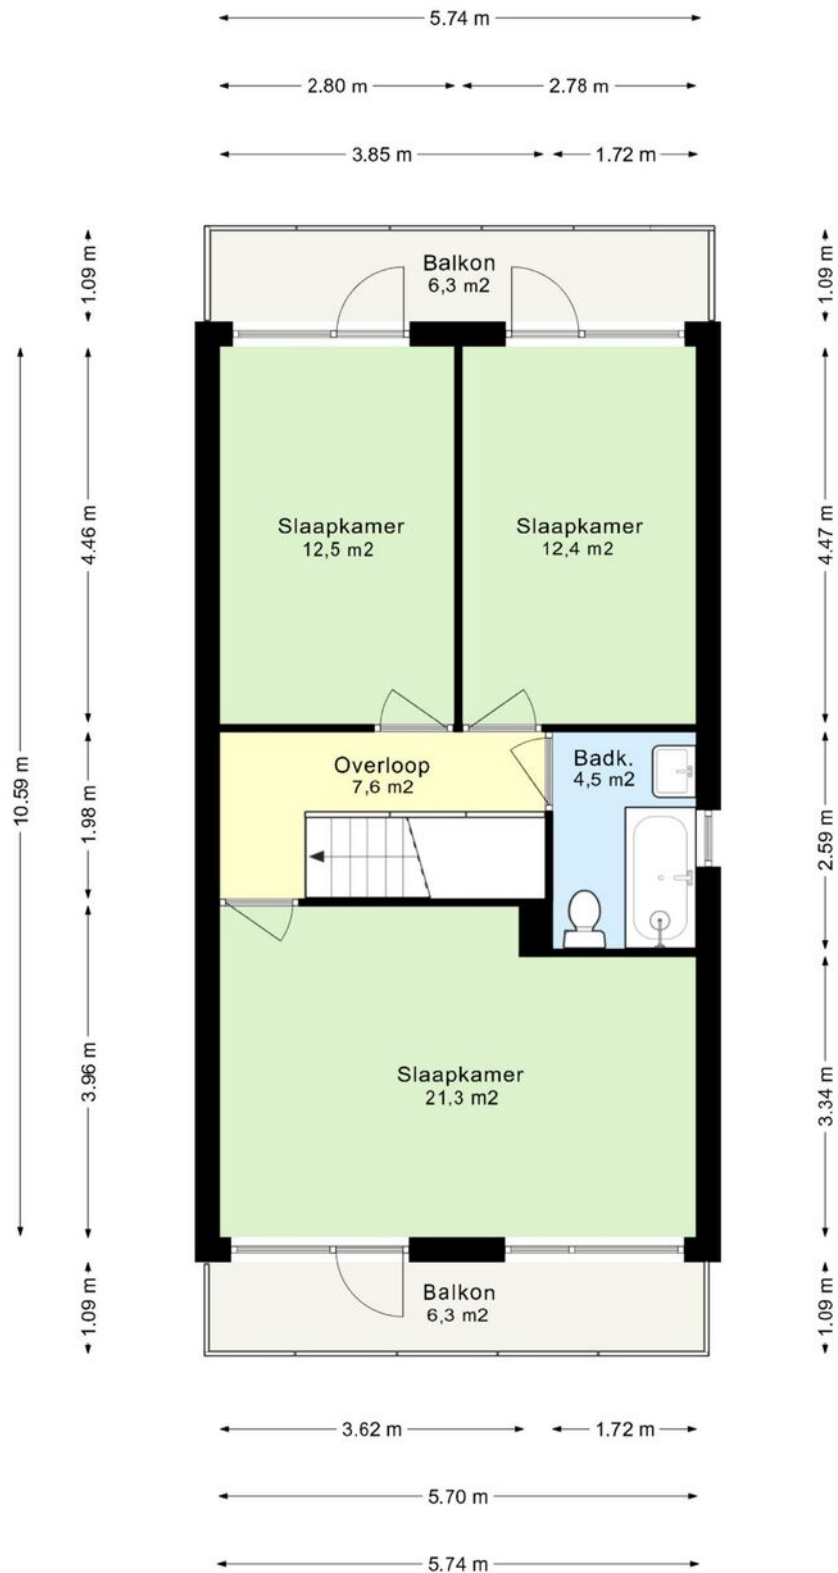 5.74 m
2.80 m
2.78 m
3.85 m
1.72 m
1.09 m
1.09 m
Balkon
6,3 m2
10.59 m
4.46 m
4.47 m
Slaapkamer
12,5 m2
Slaapkamer
12,4 m2
Overloop
7,6 m2
Badk.
4,5 m2
1.98 m
2.59 m
3.96 m
3.34 m
Slaapkamer
21,3 m2
1.09 m
1.09 m
Balkon
6,3 m2
3.62 m
1.72 m
5.70 m
5.74 m